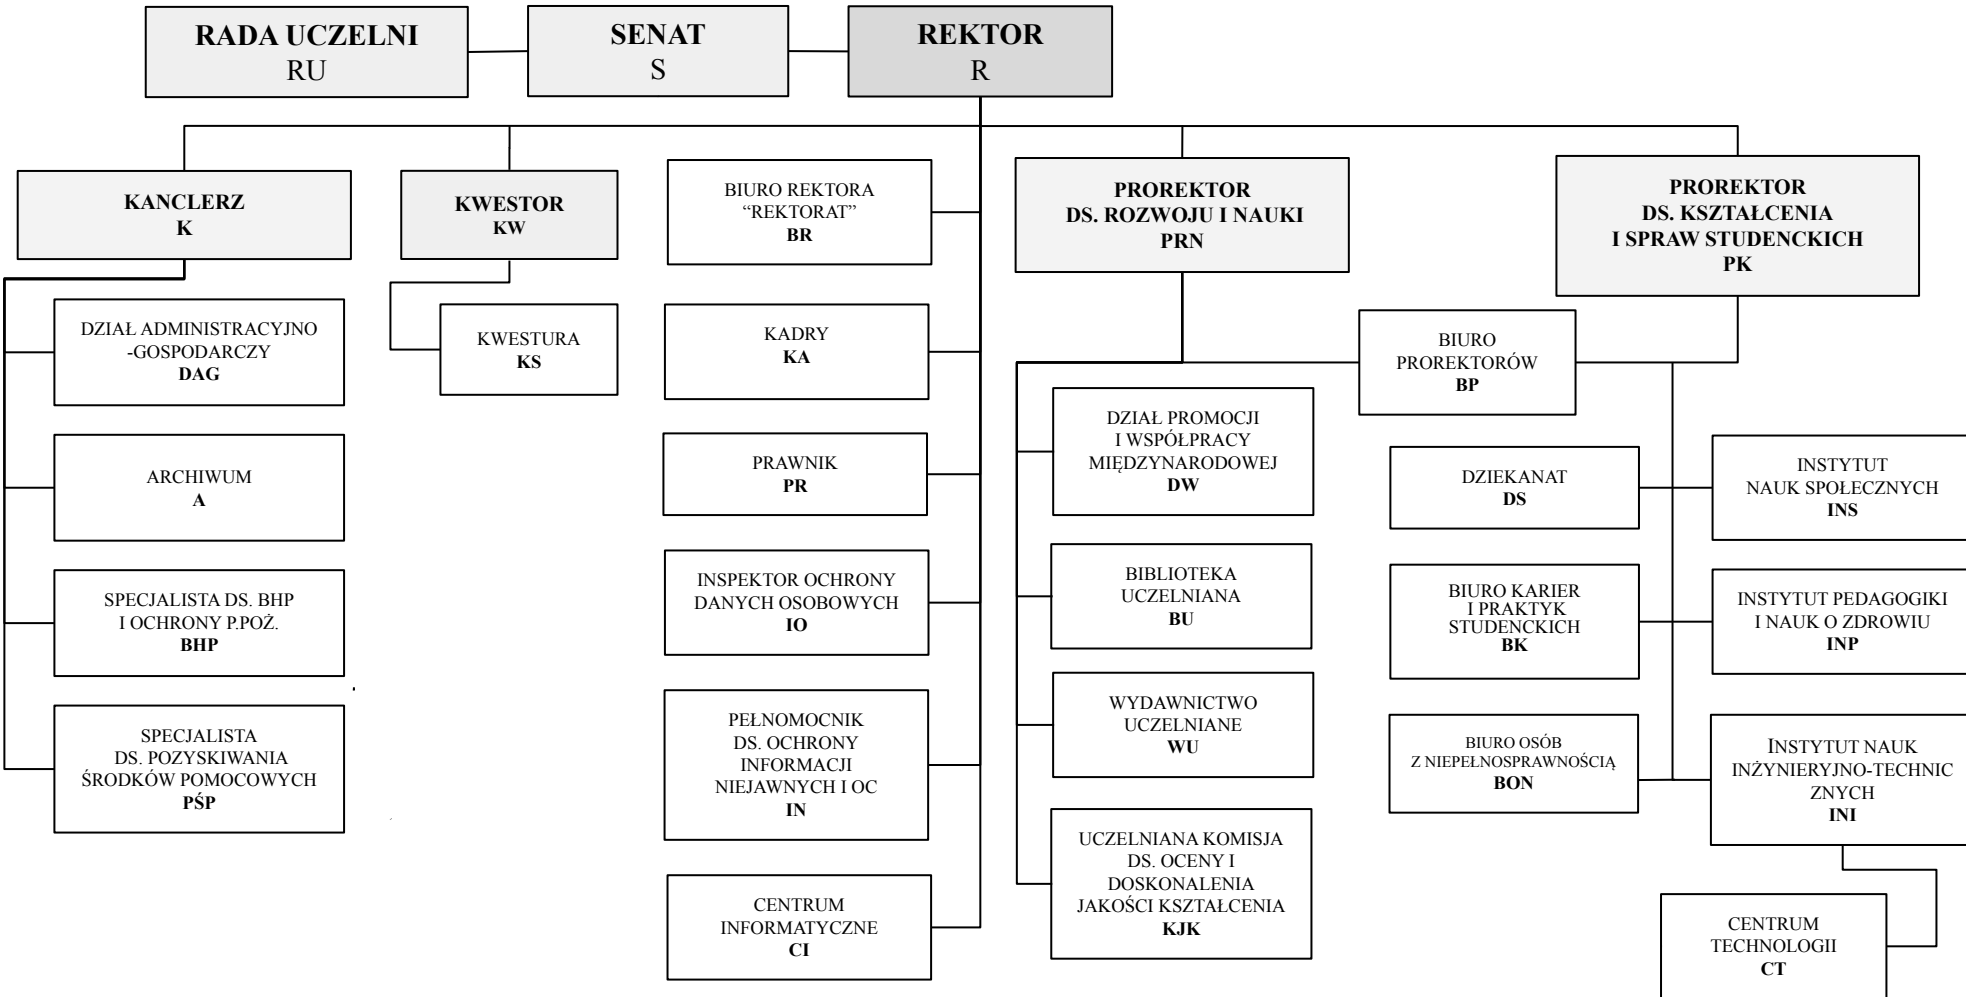 RADA UCZELNI
RU
SENAT
S
REKTOR
R
KANCLERZ
K
KWESTOR
KW
BIURO REKTORA
“REKTORAT”
BR
PROREKTOR
DS. ROZWOJU I NAUKI
PRN
PROREKTOR
DS. KSZTAŁCENIA
I SPRAW STUDENCKICH
PK
DZIAŁ ADMINISTRACYJNO
-GOSPODARCZY
DAG
ARCHIWUM
A
SPECJALISTA DS. BHP
I OCHRONY P.POŻ.
BHP
SPECJALISTA
DS. POZYSKIWANIA
ŚRODKÓW POMOCOWYCH
PŚP
KWESTURA
KS
KADRY
KA
PRAWNIK
PR
INSPEKTOR OCHRONY
DANYCH OSOBOWYCH
IO
PEŁNOMOCNIK
DS. OCHRONY
INFORMACJI
NIEJAWNYCH I OC
IN
CENTRUM
INFORMATYCZNE
CI
BIURO
PROREKTORÓW
BP
DZIAŁ PROMOCJI
I WSPÓŁPRACY
MIĘDZYNARODOWEJ
DW
BIBLIOTEKA
UCZELNIANA
BU
WYDAWNICTWO
UCZELNIANE
WU
UCZELNIANA KOMISJA
DS. OCENY I
DOSKONALENIA
JAKOŚCI KSZTAŁCENIA
KJK
DZIEKANAT
DS
BIURO KARIER
I PRAKTYK
STUDENCKICH
BK
BIURO OSÓB
Z NIEPEŁNOSPRAWNOŚCIĄ
BON
INSTYTUT
NAUK SPOŁECZNYCH
INS
INSTYTUT PEDAGOGIKI
I NAUK O ZDROWIU
INP
INSTYTUT NAUK
INŻYNIERYJNO-TECHNIC
ZNYCH
INI
CENTRUM
TECHNOLOGII
CT